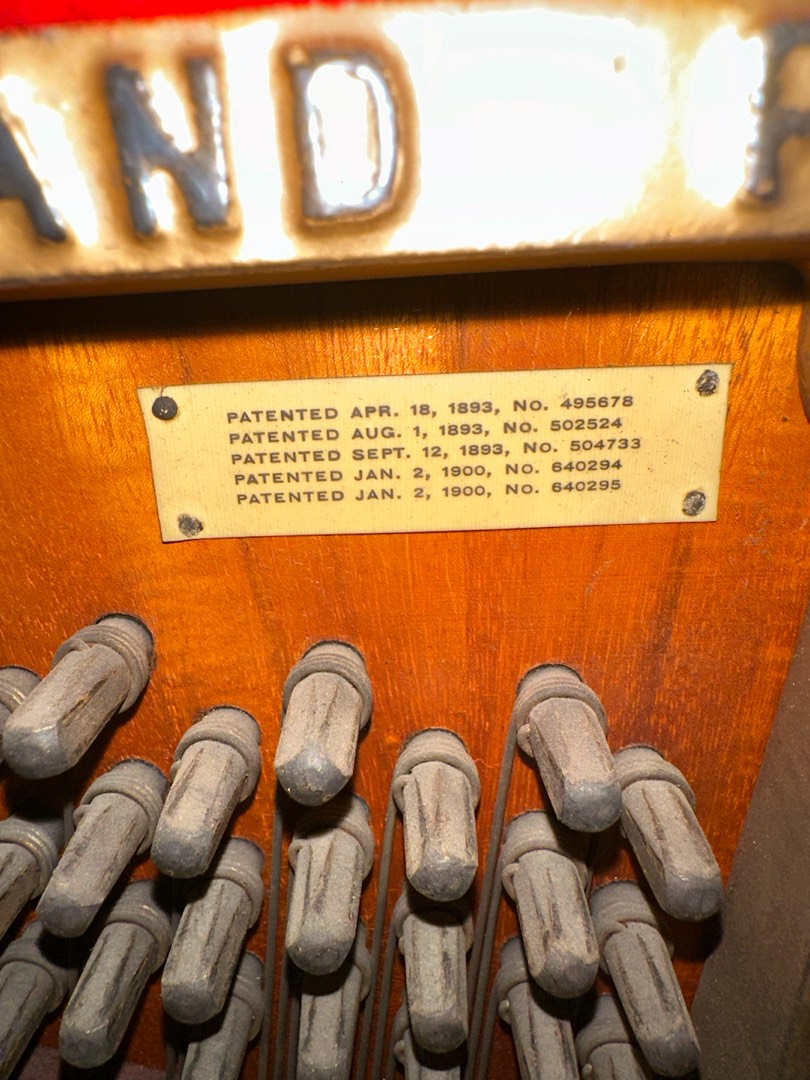 AND
PATENTED APR. 18, 1893, No. 495678
PATENTED AUG. 1, 1893, No. 502524
PATENTED SEPT. 12, 1893, No. 504733
PATENTED JAN. 2, 1900, No. 640294
PATENTED JAN. 2, 1900, No. 640295